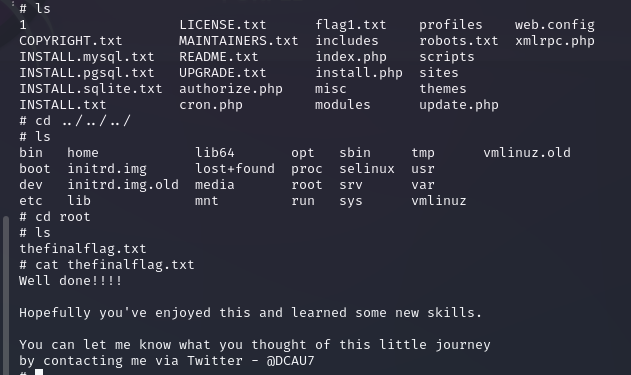 # ls
1 LICENSE.txt flag1.txt profiles web.config
COPYRIGHT.txt MAINTAINERS.txt includes robots.txt xmlrpc.php
INSTALL.mysql.txt README.txt index.php scripts
INSTALL.pgsql.txt UPGRADE.txt install.php sites
INSTALL.sqlite.txt authorize.php misc themes
INSTALL.txt cron.php modules update.php
# cd ../../../
# ls
bin home lib64 opt sbin tmp vmlinuz.old
boot initrd.img lost+found proc selinux usr
dev initrd.img.old media root srv var
etc lib mnt run sys vmlinuz
# cd root
# ls
thefinalflag.txt
# cat thefinalflag.txt
Well done!!!!
Hopefully you've enjoyed this and learned some new skills.
You can let me know what you thought of this little journey
by contacting me via Twitter - @DCAU7
#